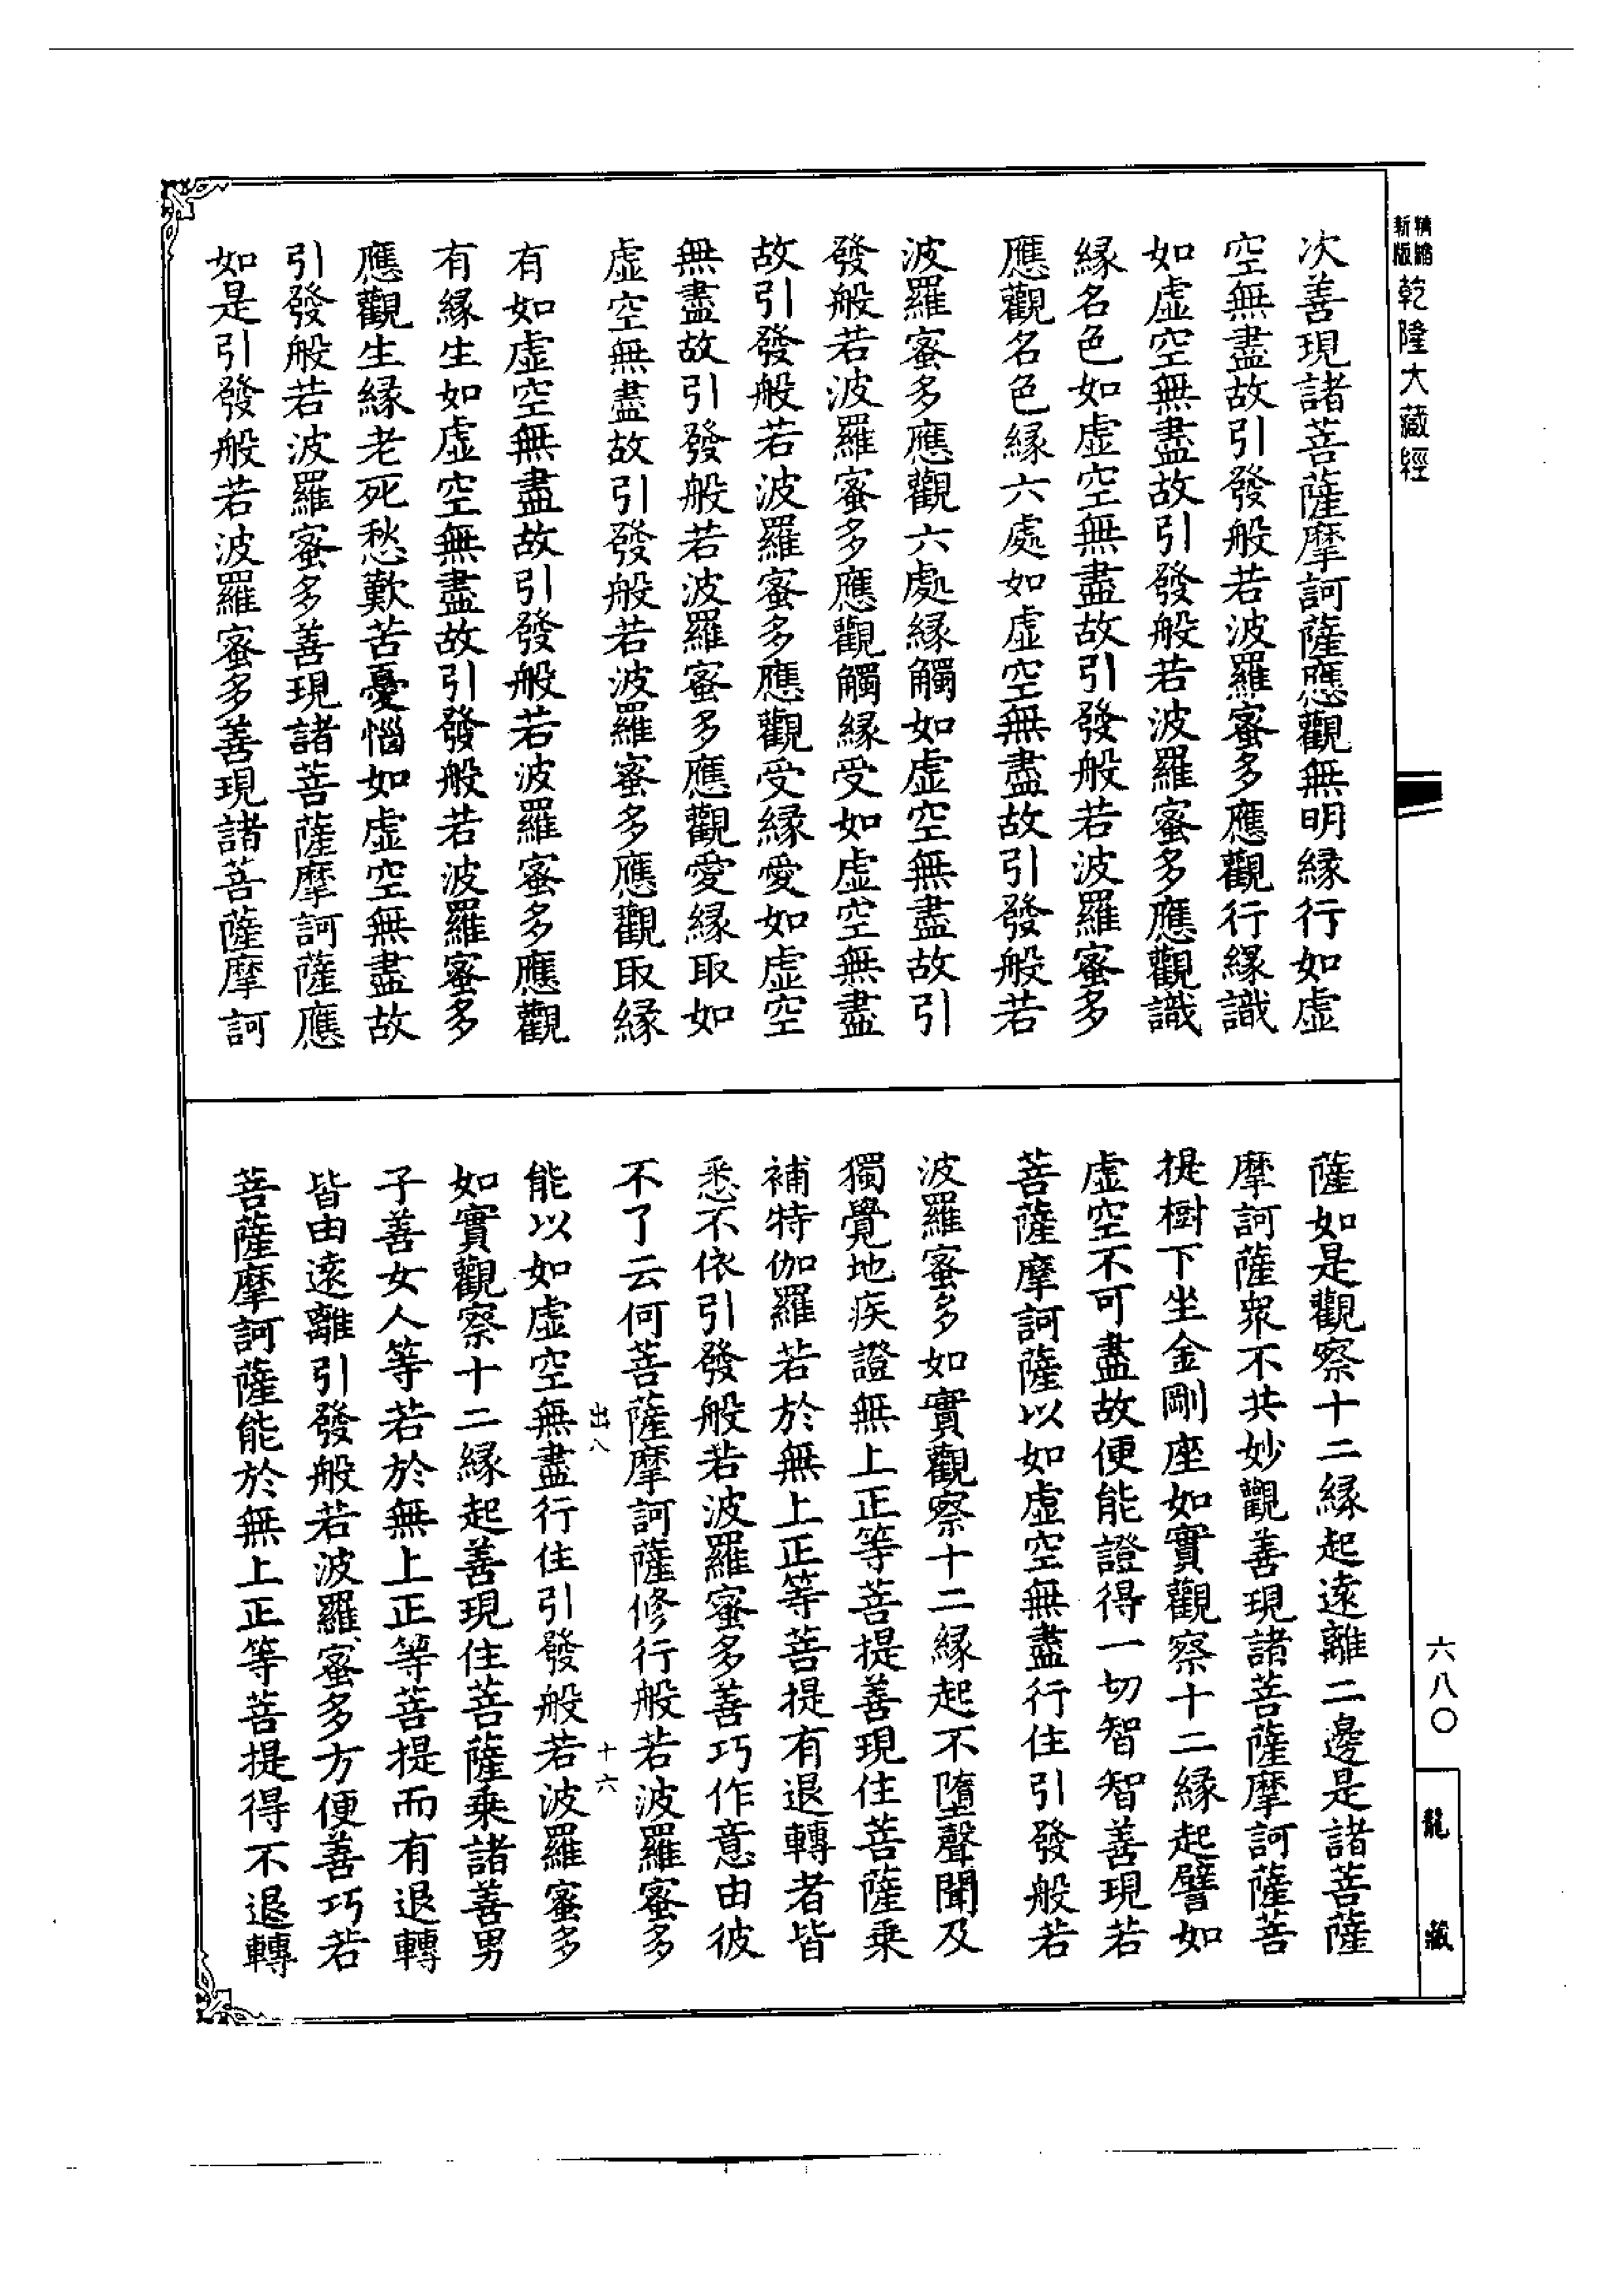 新版精縮乾隆大藏經
次善現諸菩薩摩訶薩應觀無明緣行如虛
空無盡故引發般若波羅蜜多應觀行緣識
如虛空無盡故引發般若波羅蜜多應觀識
緣名色如虛空無盡故引發般若波羅蜜多
應觀名色緣六處如虛空無盡故引發般若
波羅蜜多應觀六處緣觸如虛空無盡故引
發般若波羅蜜多應觀觸緣受如虛空無盡
故引發般若波羅蜜多應觀受緣愛如虛空
無盡故引發般若波羅蜜多應觀愛緣取如
虛空無盡故引發般若波羅蜜多應觀取緣
有如虛空無盡故引發般若波羅蜜多應觀
有緣生如虛空無盡故引發般若波羅蜜多
應觀生緣老死愁歎苦憂惱如虛空無盡故
引發般若波羅蜜多善現諸菩薩摩訶薩應
如是引發般若波羅蜜多善現諸菩薩摩訶
薩如是觀察十二緣起遠離二邊是諸菩薩
摩訶薩眾不共妙觀善現諸菩薩摩訶薩菩
提樹下坐金剛座如實觀察十二緣起譬如
虛空不可盡故便能證得一切智智善現若
菩薩摩訶薩以如虛空無盡行住引發般若
波羅蜜多如實觀察十二緣起不墮聲聞及
獨覺地疾證無上正等菩提善現住菩薩乘
補特伽羅若於無上正等菩提有退轉者皆
悉不依引發般若波羅蜜多善巧作意由彼
不了云何菩薩摩訶薩修行般若波羅蜜多
出八 十六
能以如虛空無盡行住引發般若波羅蜜多
如實觀察十二緣起善現住菩薩乘諸善男
子善女人等若於無上正等菩提而有退轉
皆由遠離引發般若波羅蜜多方便善巧若
菩薩摩訶薩能於無上正等菩提得不退轉
六八〇
龍藏